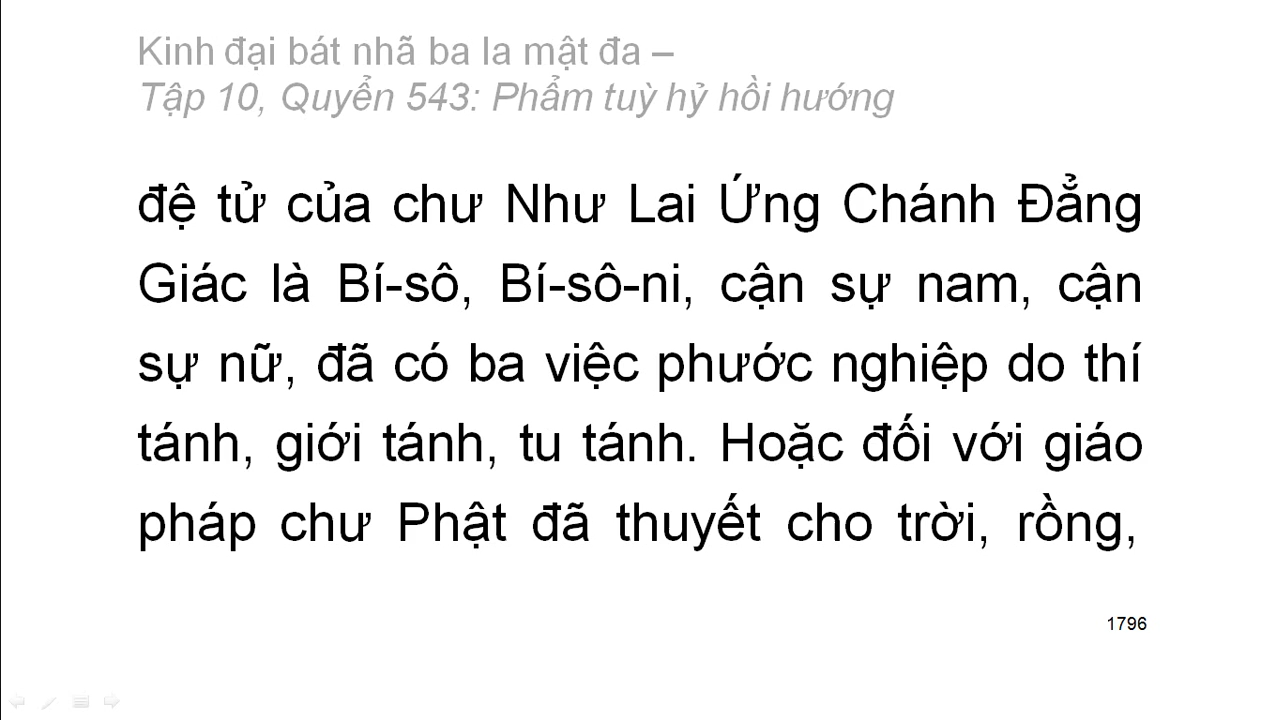 Kinh đại bát nhã ba la mật đa –
Tập 10, Quyển 543: Phẩm tuỳ hỷ hồi hướng
đệ tử của chư Như Lai Ứng Chánh Đẳng
Giác là Bí-sô, Bí-sô-ni, cận sự nam, cận
sự nữ, đã có ba việc phước nghiệp do thí
tánh, giới tánh, tu tánh. Hoặc đối với giáo
pháp chư Phật đã thuyết cho trời, rồng,
1796